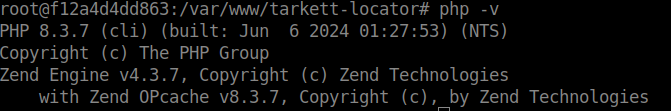 root@f12a4d4dd863:/var/www/tarkett-locator# php -v
PHP 8.3.7 (cli) (built: Jun  6 2024 01:27:53) (NTS)
Copyright (c) The PHP Group
Zend Engine v4.3.7, Copyright (c) Zend Technologies
    with Zend OPcache v8.3.7, Copyright (c), by Zend Technologies